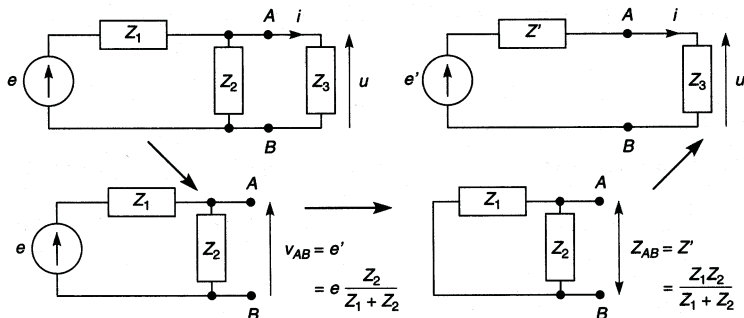 A i
Z1
e
Z2
Z3
u
B
A i
Z'
e'
Z3
u
B
A
Z1
e
Z2
B
vAB = e'
= e Z2 / Z1 + Z2
A
Z1
Z2
B
ZAB = Z'
= Z1Z2 / Z1 + Z2